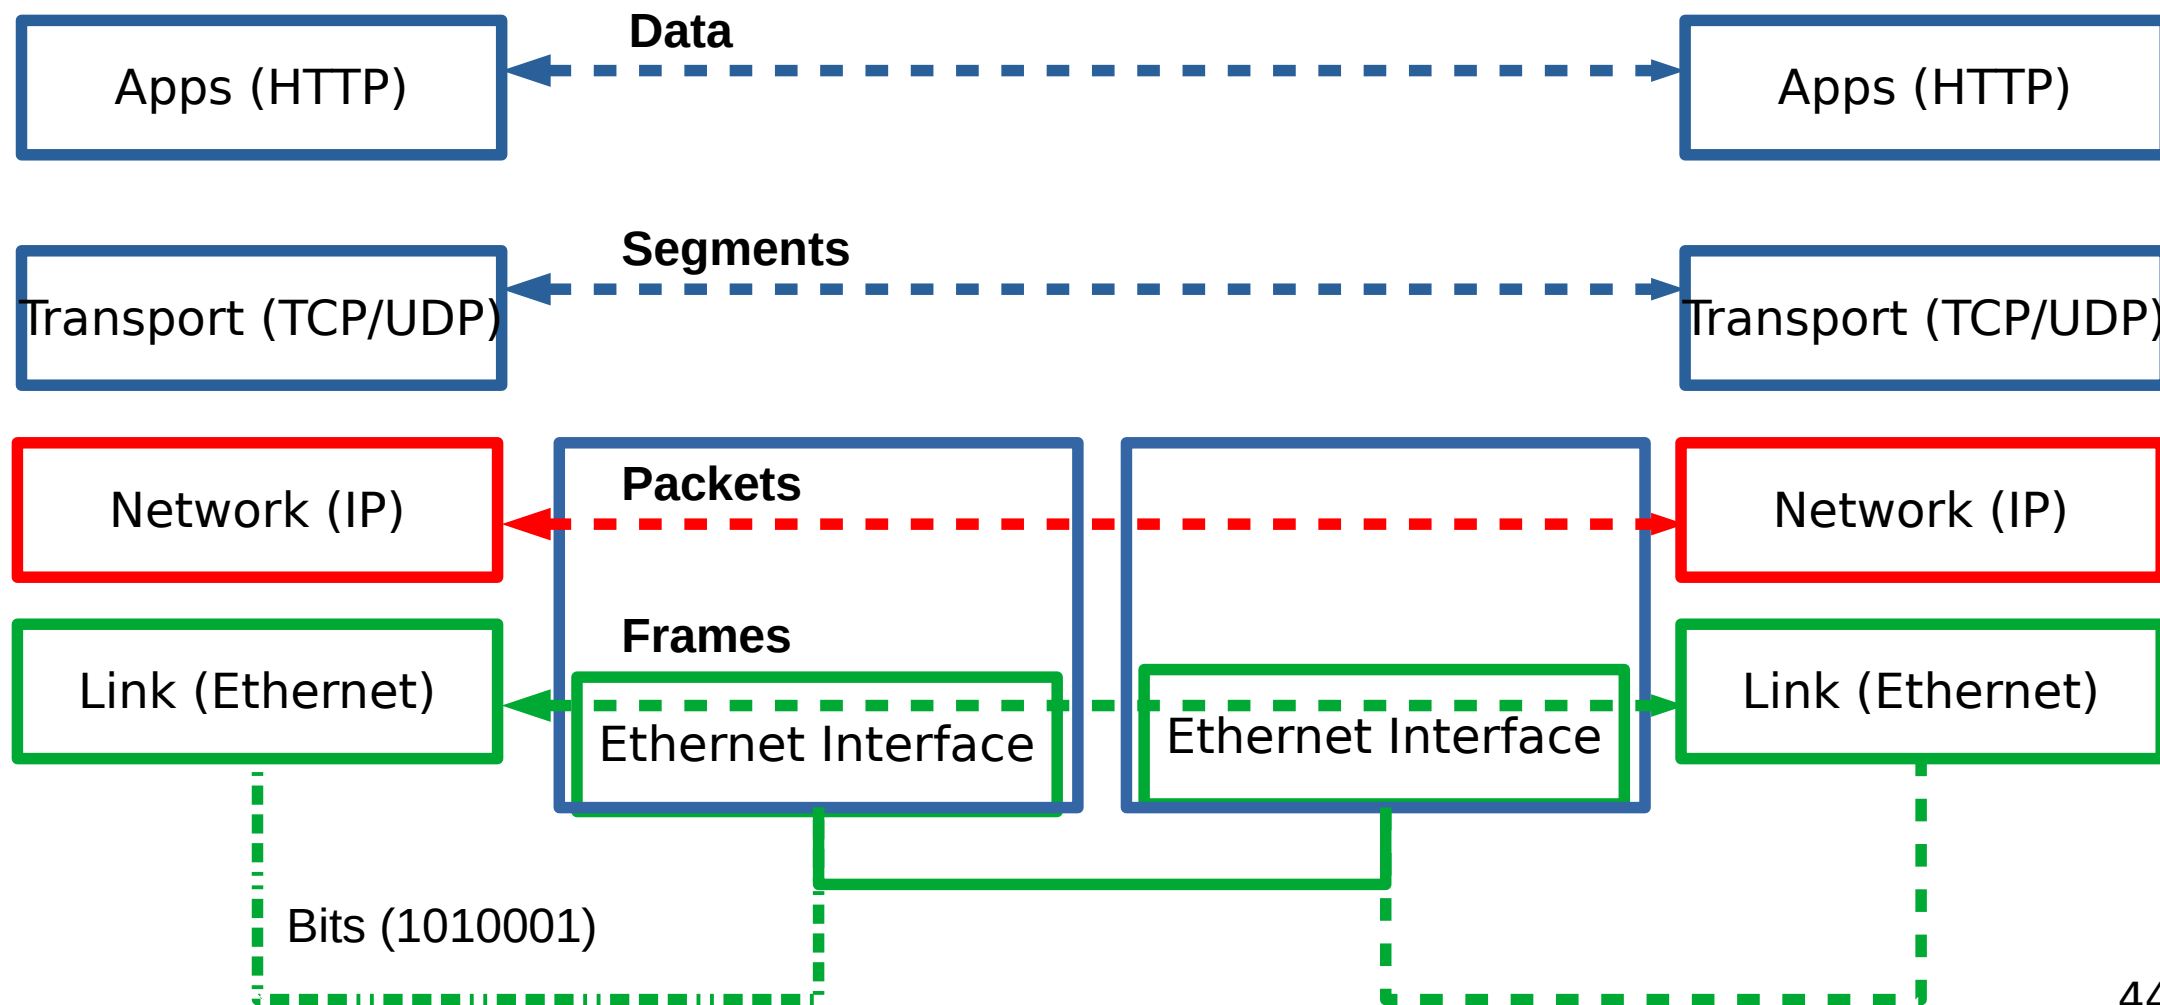 Data
Apps (HTTP)
Apps (HTTP)
Segments
Transport (TCP/UDP)
Transport (TCP/UDP)
Packets
Network (IP)
Network (IP)
Frames
Link (Ethernet)
Ethernet Interface
Ethernet Interface
Link (Ethernet)
Bits (1010001)
44